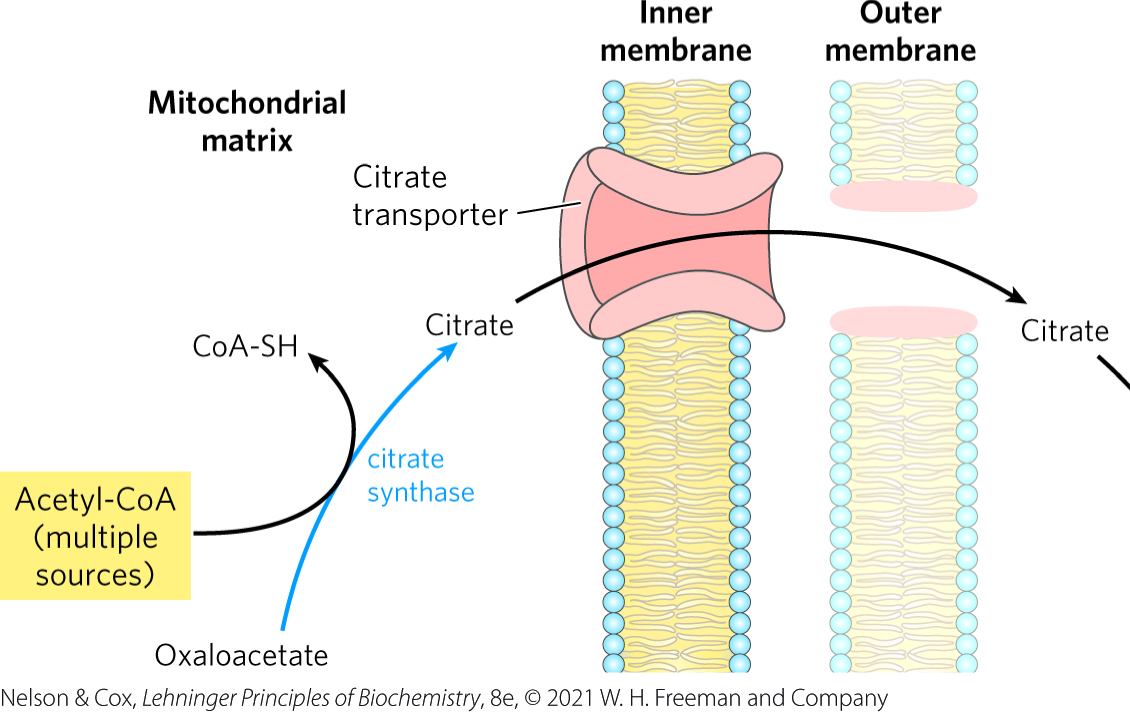 Inner
membrane
Outer
membrane
Mitochondrial
matrix
Citrate
transporter
Citrate
Citrate
CoA-SH
citrate
synthase
Acetyl-CoA
(multiple
sources)
Oxaloacetate
Nelson & Cox, Lehninger Principles of Biochemistry, 8e, © 2021 W. H. Freeman and Company